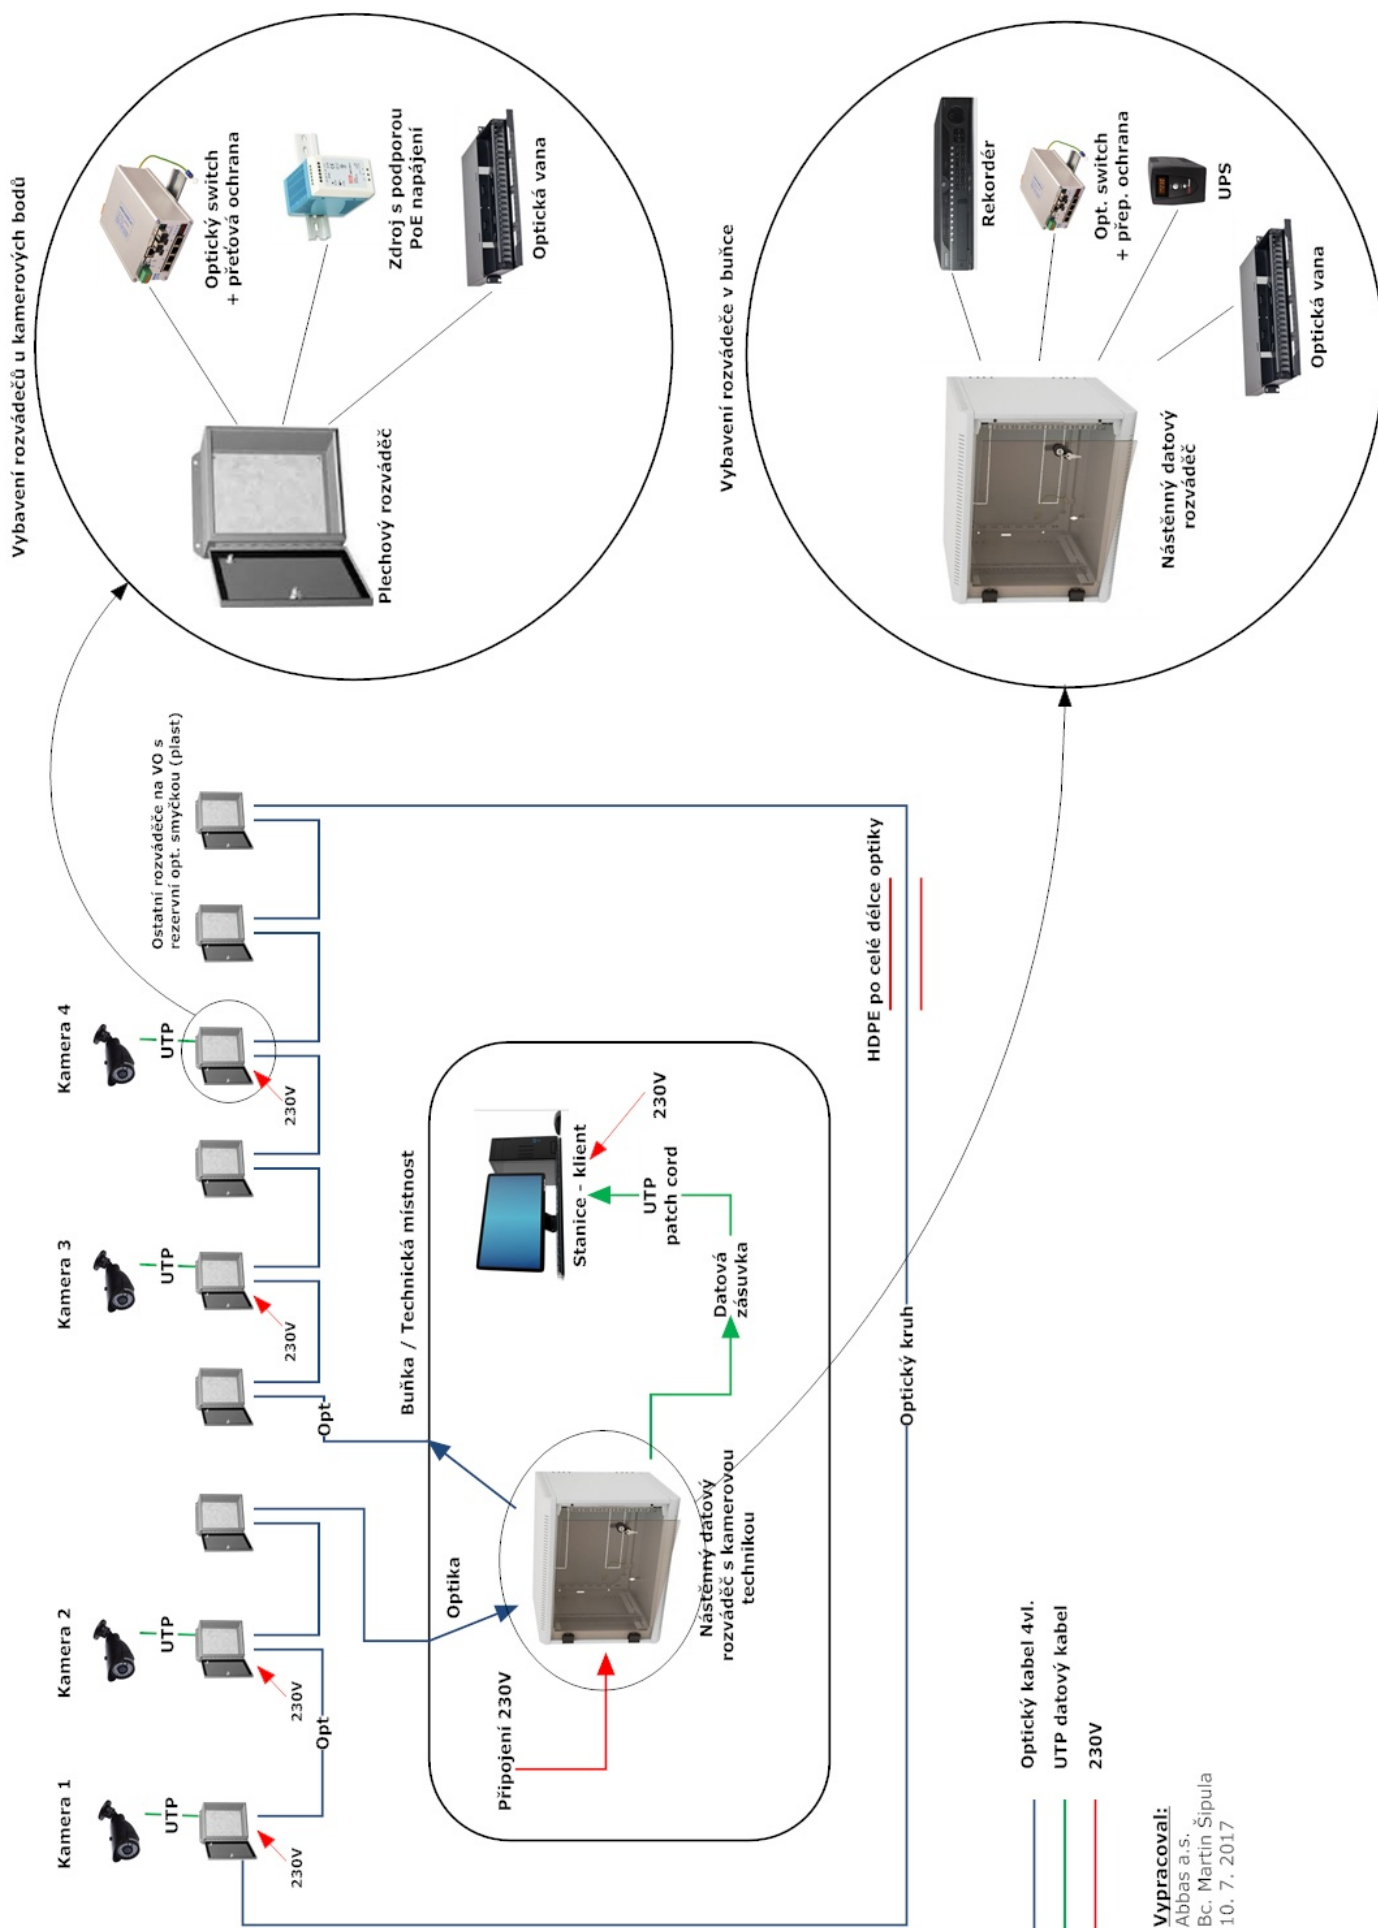 Kamera 1
Kamera 2
Kamera 3
Kamera 4
UTP
UTP
UTP
UTP
230V
230V
230V
230V
Opt
Opt
Ostatní rozváděče na VO s
rezervní opt. smyčkou (plast)
Vybavení rozváděčů u kamerových bodů
Optický switch
+ přeťová ochrana
Zdroj s podporou
PoE napájení
Optická vana
Plechový rozváděč
Buňka / Technická místnost
Optika
Připojení 230V
Nástěnný datový
rozváděč s kamerovou
technikou
Datová
zásuvka
UTP
patch cord
Stanice - klient
230V
HDPE po celé délce optiky
Optický kruh
Vybavení rozváděče v buňce
Rekordér
Opt. switch
+ přep. ochrana
UPS
Optická vana
Nástěnný datový
rozváděč
Optický kabel 4vl.
UTP datový kabel
230V
Vypracoval:
Abbas a.s.
Bc. Martin Šipula
10. 7. 2017